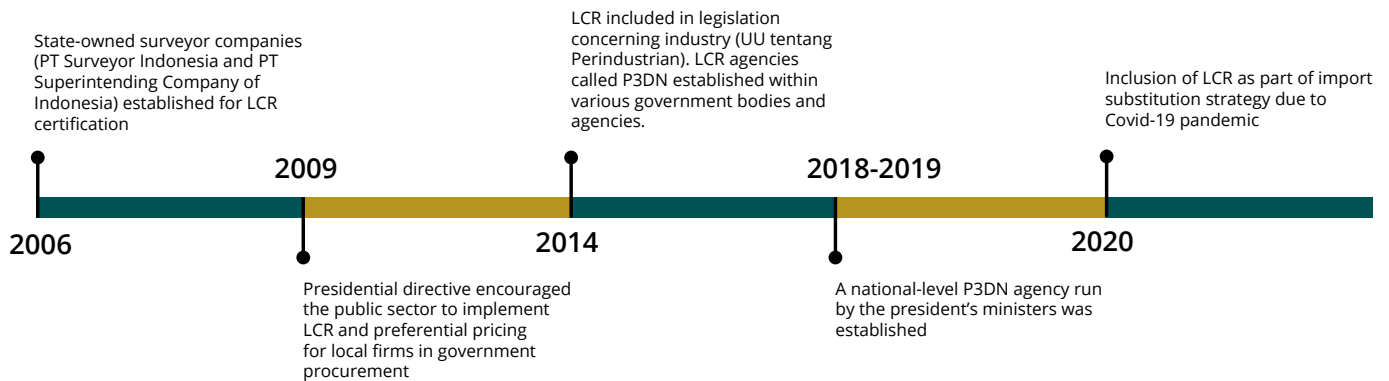 State-owned surveyor companies
(PT Surveyor Indonesia and PT
Superintending Company of
Indonesia) established for LCR
certification
2006
2009
Presidential directive encouraged
the public sector to implement
LCR and preferential pricing
for local firms in government
procurement
LCR included in legislation
concerning industry (UU tentang
Perindustrian). LCR agencies
called P3DN established within
various government bodies and
agencies.
2014
2018-2019
A national-level P3DN agency run
by the president’s ministers was
established
Inclusion of LCR as part of import
substitution strategy due to
Covid-19 pandemic
2020